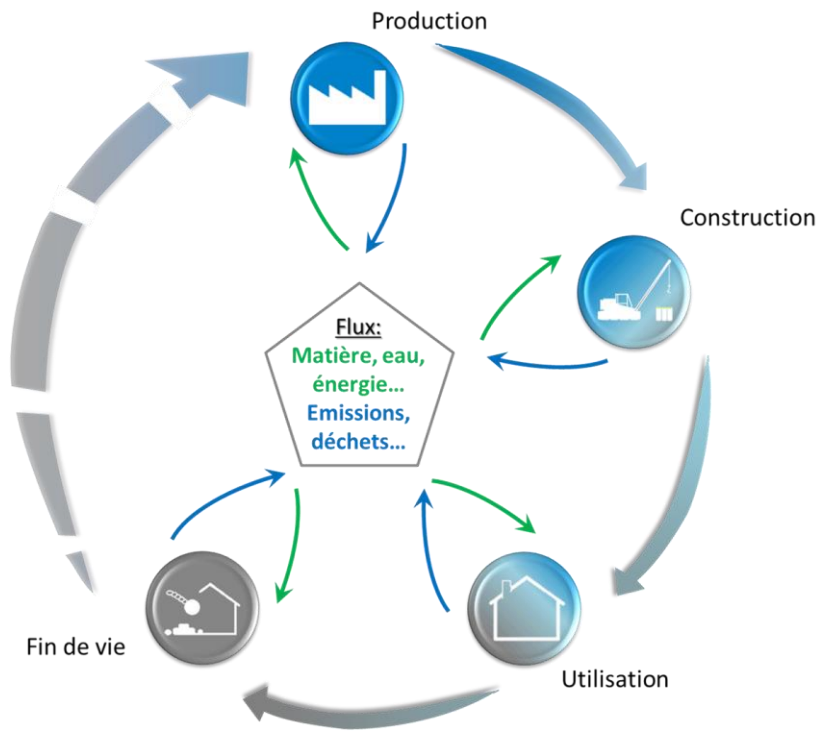 Production
Construction
Flux:
Matière, eau,
énergie...
Emissions,
déchets...
Fin de vie
Utilisation